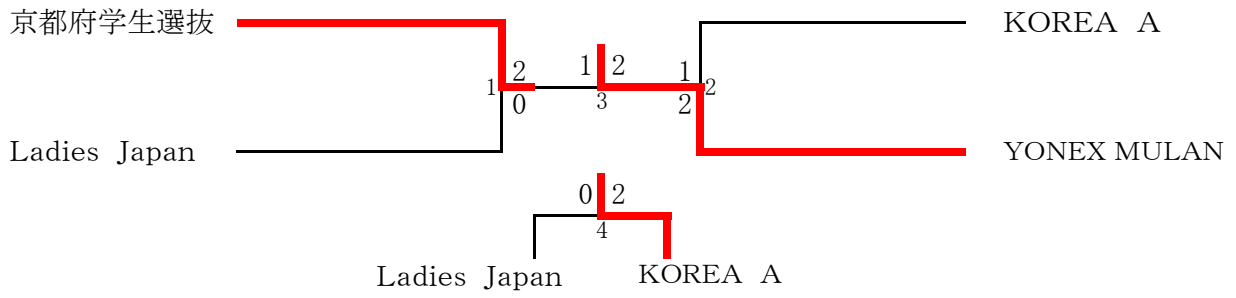 京都府学生選抜
KOREA A
1 2
1 2
1 2
0
3
2
Ladies Japan
YONEX MULAN
0 2
4
Ladies Japan
KOREA A